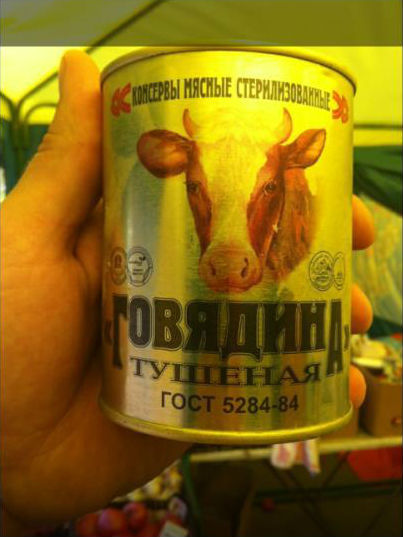 КОНСЕРВЫ МЯСНЫЕ СТЕРИЛИЗОВАННЫЕ
«ГОВЯДИНА»
ТУШЕНАЯ
ГОСТ 5284-84